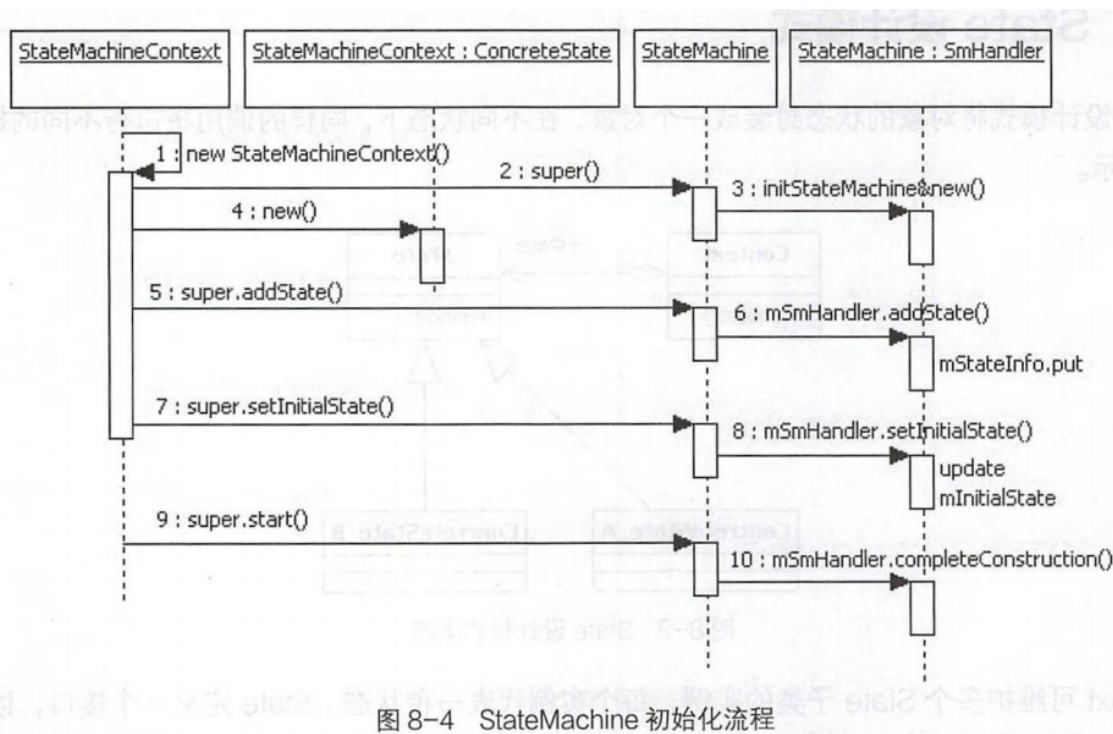 StateMachineContext
StateMachineContext : ConcreteState
StateMachine
StateMachine : SmHandler
1 : new StateMachineContext()
2 : super()
3 : initStateMachine&new()
4 : new()
5 : super.addState()
6 : mSmHandler.addState()
mStateInfo.put
7 : super.setInitialState()
8 : mSmHandler.setInitialState()
update
mInitialState
9 : super.start()
10 : mSmHandler.completeConstruction()
图 8-4 StateMachine 初始化流程